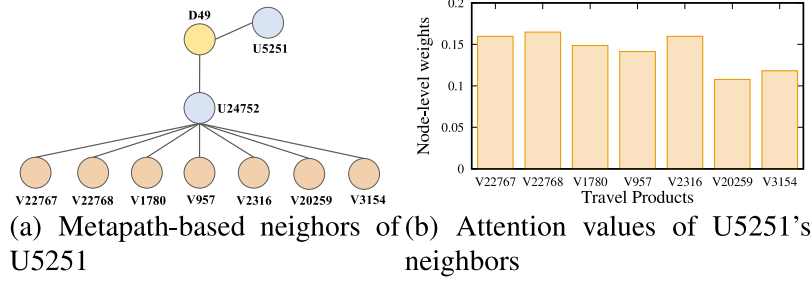 D49
U5251
U24752
V22767 V22768 V1780 V957 V2316 V20259 V3154
(a) Metapath-based neighors of
U5251
0.2
0.15
0.1
0.05
0
Node-level weights
V22767 V22768 V1780 V957 V2316 V20259 V3154
Travel Products
(b) Attention values of U5251's
neighbors